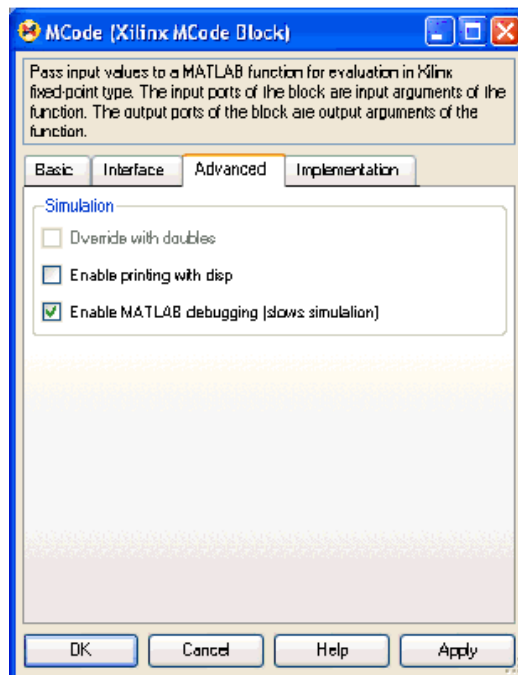 MCode (Xilinx MCode Block)
Pass input values to a MATLAB function for evaluation in Xilinx
fixed-point type. The input ports of the block are input arguments of the
function. The output ports of the block are output arguments of the
function.
Basic Interface Advanced Implementation
Simulation
Override with doubles
Enable printing with disp
Enable MATLAB debugging (slows simulation)
OK Cancel Help Apply